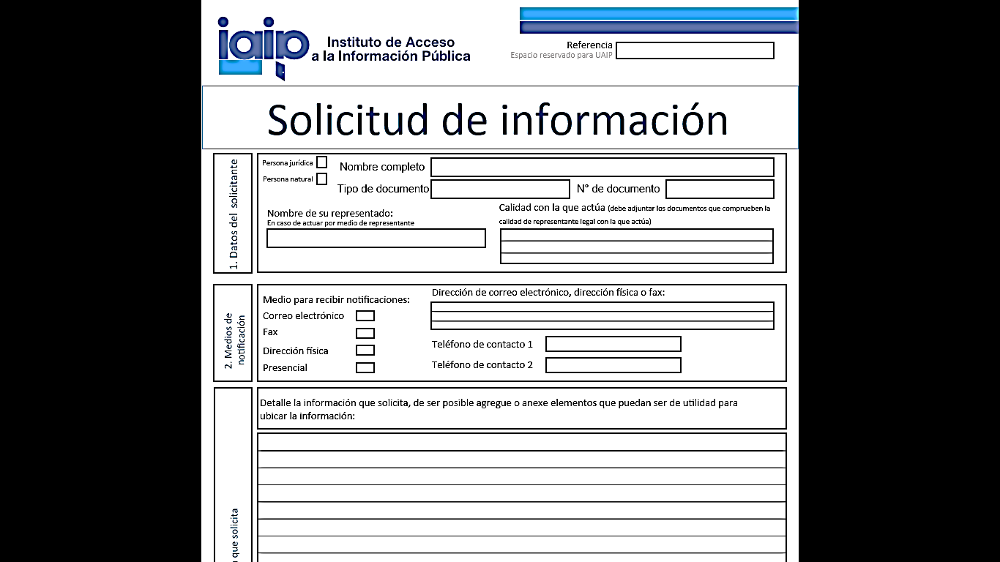 iaip
Instituto de Acceso
a la Información Pública
Referencia
Espacio reservado para UAIP
Solicitud de información
1. Datos del solicitante
Persona jurídica
Persona natural
Nombre completo
Tipo de documento
N° de documento
Nombre de su representado:
En caso de actuar por medio de representante
Calidad con la que actúa (debe adjuntar los documentos que comprueben la
calidad de representante legal con la que actúa)
2. Medios de
notificación
Medio para recibir notificaciones:
Correo electrónico
Fax
Dirección física
Presencial
Dirección de correo electrónico, dirección física o fax:
Teléfono de contacto 1
Teléfono de contacto 2
Detalle la información que solicita, de ser posible agregue o anexe elementos que puedan ser de utilidad para
ubicar la información:
que solicita